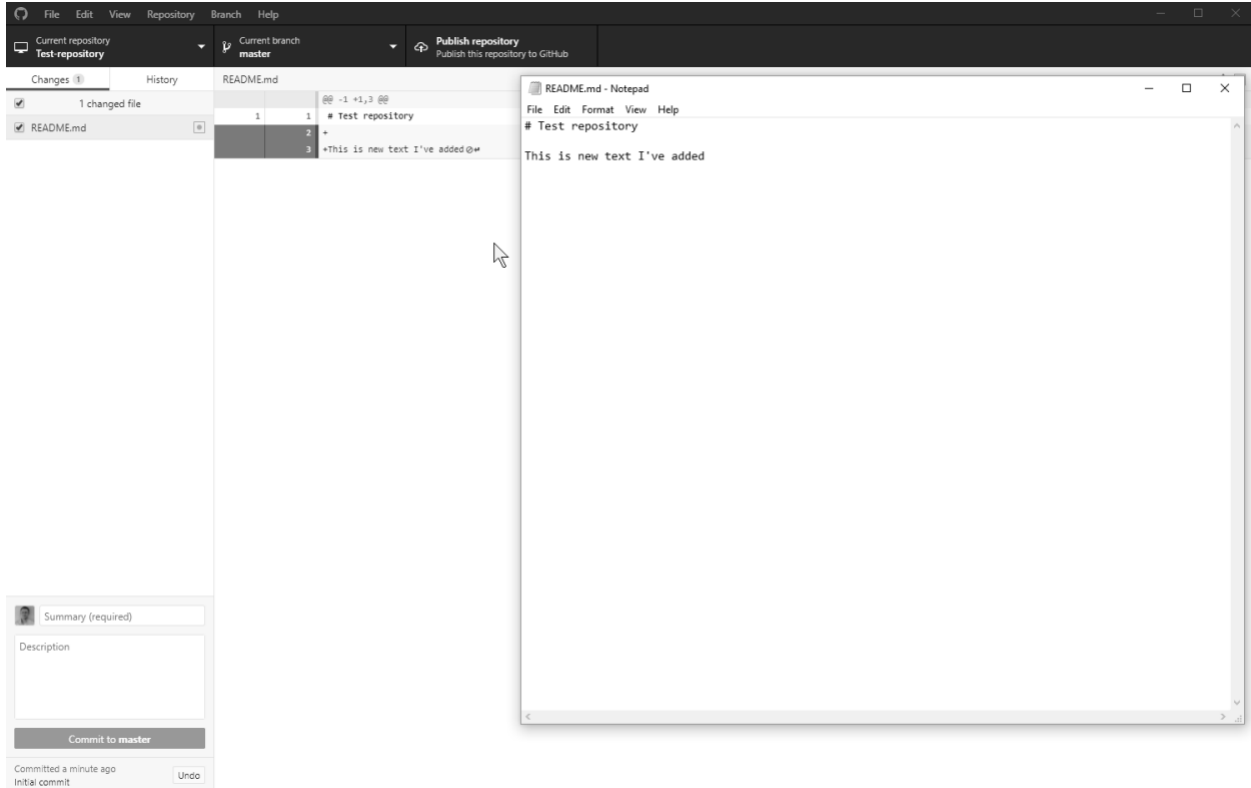 File Edit View Repository Branch Help
Current repository
Test-repository
Current branch
master
Publish repository
Publish this repository to GitHub
Changes 1 History
1 changed file
README.md
README.md
@@ -1 +1,3 @@
1 1 # Test repository
2 +
3 +This is new text I've added
README.md - Notepad
File Edit Format View Help
# Test repository
This is new text I've added
Summary (required)
Description
Commit to master
Committed a minute ago
Initial commit
Undo